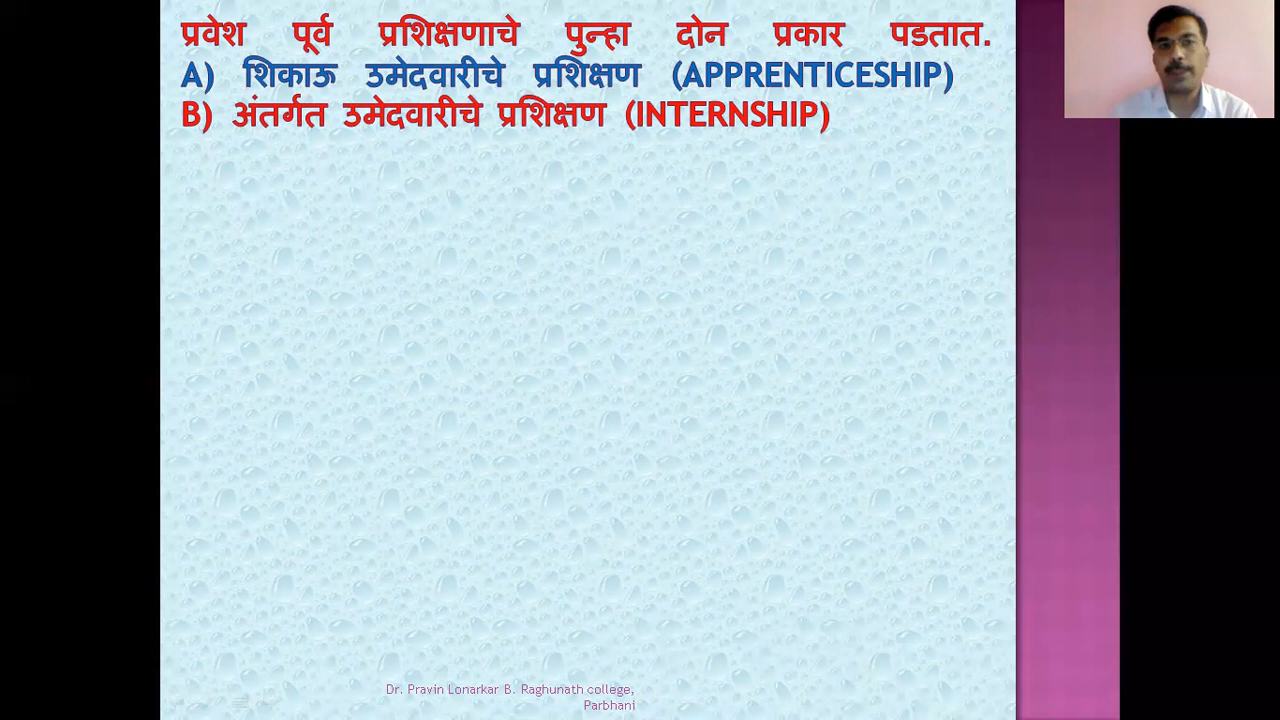 प्रवेश पूर्व प्रशिक्षणाचे पुन्हा दोन प्रकार पडतात.
A) शिकाऊ उमेदवारीचे प्रशिक्षण (APPRENTICESHIP)
B) अंतर्गत उमेदवारीचे प्रशिक्षण (INTERNSHIP)
Dr. Pravin Lonarkar B. Raghunath college,
Parbhani